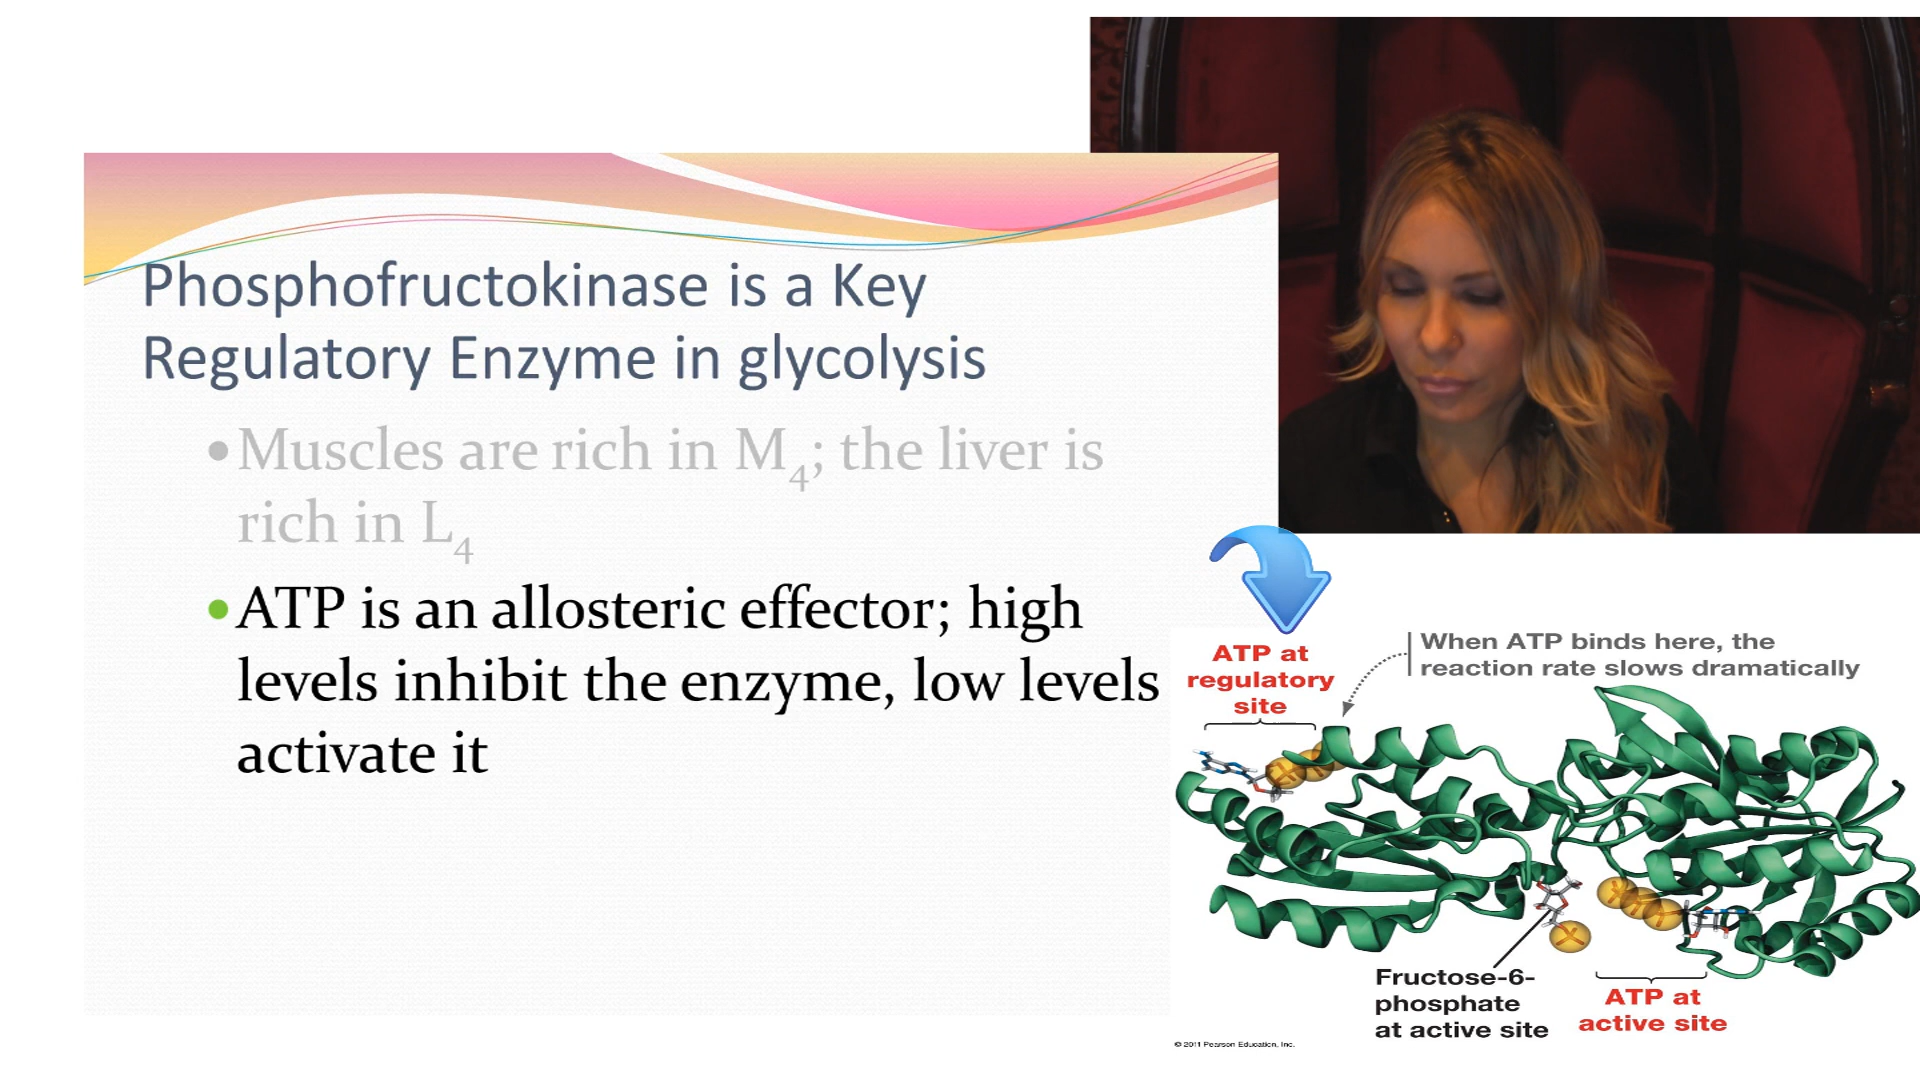 Phosphofructokinase is a Key
Regulatory Enzyme in glycolysis
•Muscles are rich in M₄; the liver is
rich in L₄
•ATP is an allosteric effector; high
levels inhibit the enzyme, low levels
activate it
ATP at
regulatory
site
When ATP binds here, the
reaction rate slows dramatically
Fructose-6-
phosphate
at active site
ATP at
active site
© 2011 Pearson Education, Inc.